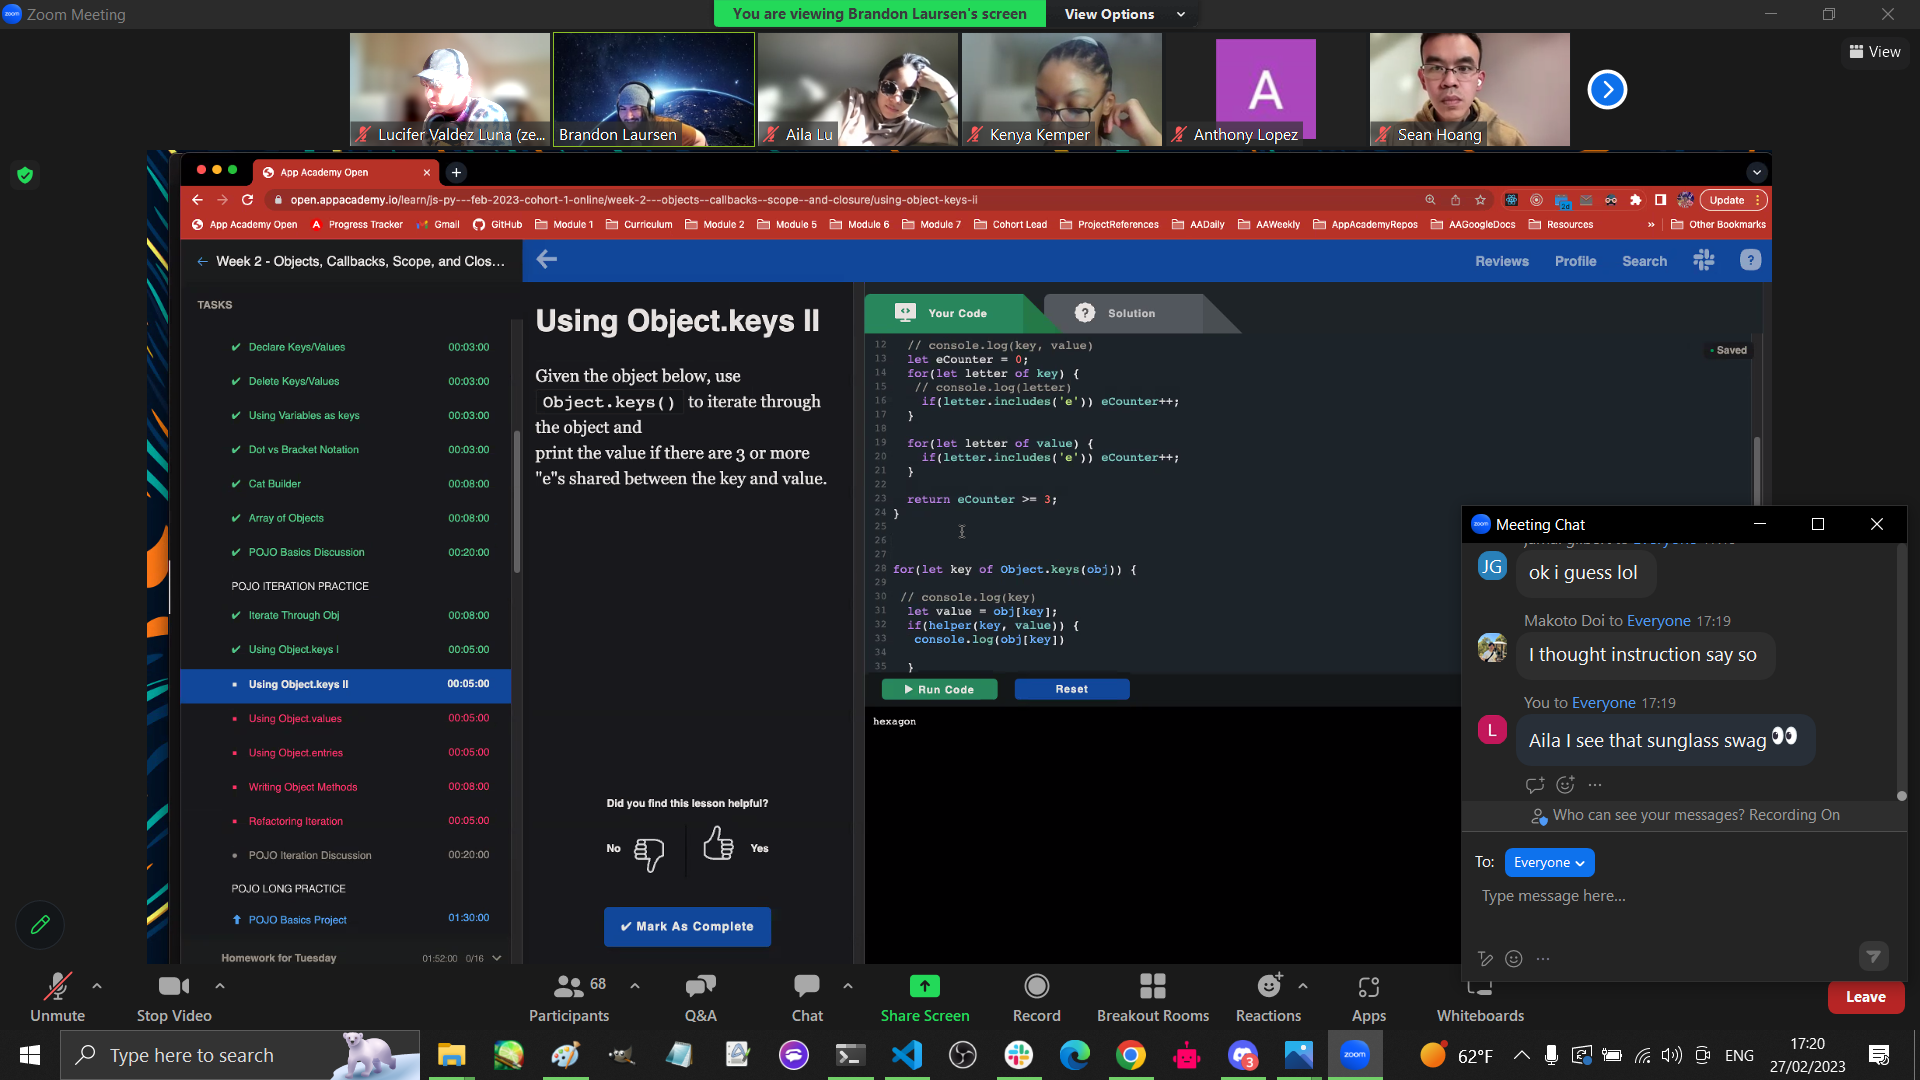 zoom Zoom Meeting
You are viewing Brandon Laursen's screen
View Options
View
Lucifer Valdez Luna (ze...
Brandon Laursen
Aila Lu
Kenya Kemper
A
Anthony Lopez
Sean Hoang
App Academy Open
open.appacademy.io/learn/js-py---feb-2023-cohort-1-online/week-2---objects--callbacks--scope--and-closure/using-object-keys-ii
Update
App Academy Open
Progress Tracker
Gmail
GitHub
Module 1
Curriculum
Module 2
Module 5
Module 6
Module 7
Cohort Lead
ProjectReferences
AADaily
AAWeekly
AppAcademyRepos
AAGoogleDocs
Resources
»
Other Bookmarks
← Week 2 - Objects, Callbacks, Scope, and Clos...
Reviews
Profile
Search
?
TASKS
Declare Keys/Values 00:03:00
Delete Keys/Values 00:03:00
Using Variables as keys 00:03:00
Dot vs Bracket Notation 00:03:00
Cat Builder 00:08:00
Array of Objects 00:08:00
POJO Basics Discussion 00:20:00
POJO ITERATION PRACTICE
Iterate Through Obj 00:08:00
Using Object.keys I 00:05:00
Using Object.keys II 00:05:00
Using Object.values 00:05:00
Using Object.entries 00:05:00
Writing Object Methods 00:08:00
Refactoring Iteration 00:05:00
POJO Iteration Discussion 00:20:00
POJO LONG PRACTICE
POJO Basics Project 01:30:00
Homework for Tuesday 01:52:00 0/16
Using Object.keys II
Given the object below, use
Object.keys() to iterate through
the object and
print the value if there are 3 or more
"e"s shared between the key and value.
Did you find this lesson helpful?
No
Yes
✔ Mark As Complete
Your Code
? Solution
Saved
12 // console.log(key, value)
13 let eCounter = 0;
14 for(let letter of key) {
15 // console.log(letter)
16 if(letter.includes('e')) eCounter++;
17 }
18
19 for(let letter of value) {
20 if(letter.includes('e')) eCounter++;
21 }
22
23 return eCounter >= 3;
24 }
25
26
27
28 for(let key of Object.keys(obj)) {
29
30 // console.log(key)
31 let value = obj[key];
32 if(helper(key, value)) {
33 console.log(obj[key])
34
35 }
Run Code
Reset
hexagon
zoom Meeting Chat
JG
ok i guess lol
Makoto Doi to Everyone 17:19
I thought instruction say so
You to Everyone 17:19
L
Aila I see that sunglass swag 👀
Who can see your messages? Recording On
To: Everyone
Type message here...
Unmute
Stop Video
68
Participants
Q&A
Chat
Share Screen
Record
Breakout Rooms
Reactions
Apps
Whiteboards
Leave
Type here to search
3
zoom
62°F
ENG
17:20
27/02/2023